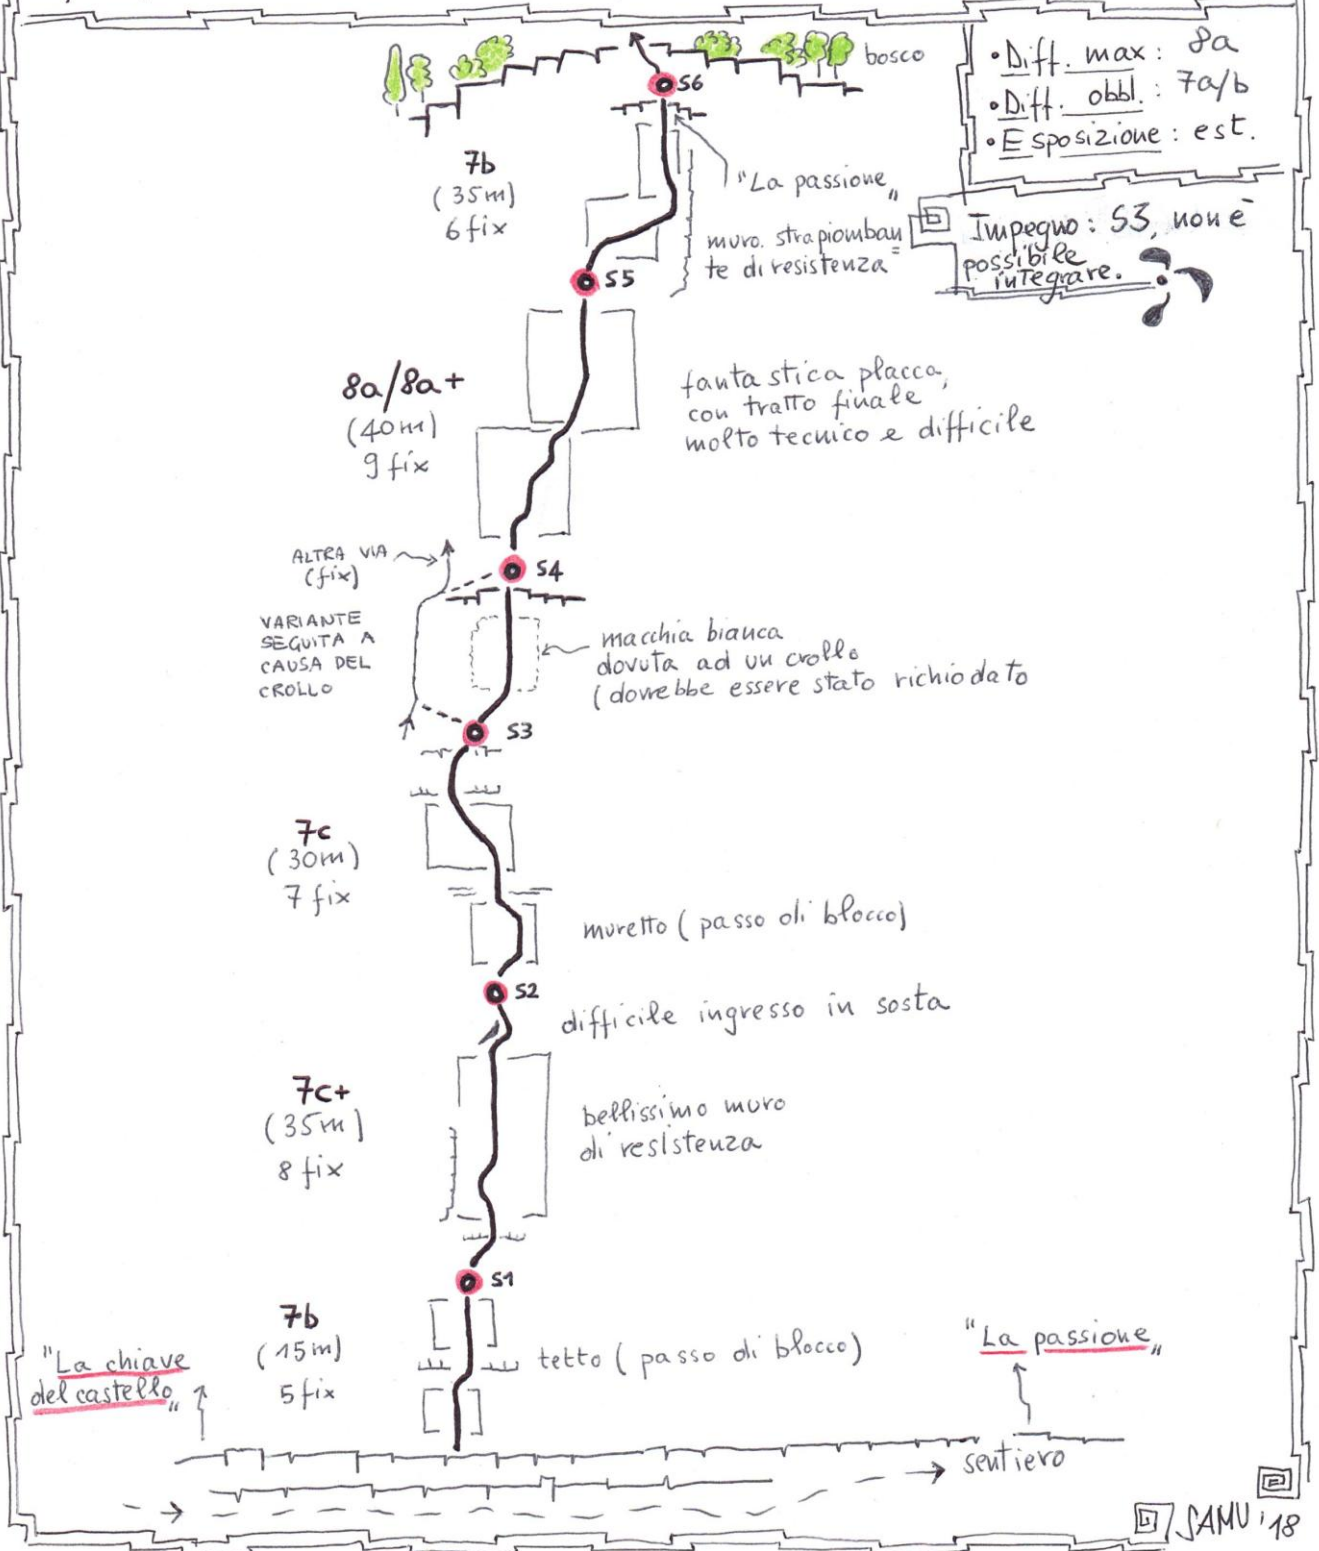 • Diff. max: 8a
• Diff. obbl.: 7a/b
• Esposizione: est.
Impegno: S3, non è
possibile
integrare.
bosco
S6
7b
(35m)
6 fix
"La passione„
muro strapiomban=
te di resistenza
S5
8a/8a+
(40m)
9 fix
fantastica placca,
con tratto finale
molto tecnico e difficile
ALTRA VIA
(fix)
S4
VARIANTE
SEGUITA A
CAUSA DEL
CROLLO
macchia bianca
dovuta ad un crollo
(dovrebbe essere stato richiodato
S3
7c
(30m)
7 fix
muretto (passo di blocco)
S2
difficile ingresso in sosta
7c+
(35m)
8 fix
bellissimo muro
di resistenza
S1
7b
(15m)
5 fix
tetto (passo di blocco)
"La chiave
del castello„
"La passione„
sentiero
SAMU '18